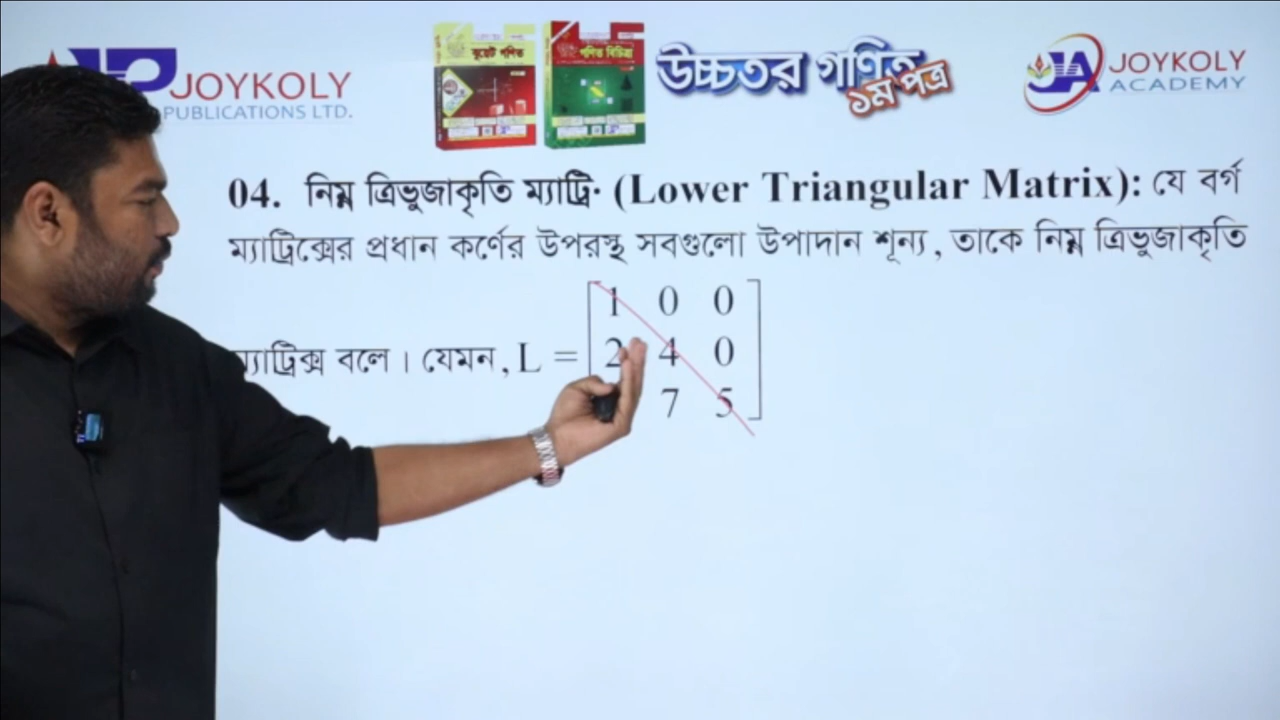 JOYKOLY
PUBLICATIONS LTD.
উচ্চতর গণিত
১ম পত্র
JA JOYKOLY
ACADEMY
04. নিম্ন ত্রিভুজাকৃতি ম্যাট্রি· (Lower Triangular Matrix): যে বর্গ
ম্যাট্রিক্সের প্রধান কর্ণের উপরস্থ সবগুলো উপাদান শূন্য, তাকে নিম্ন ত্রিভুজাকৃতি
ম্যাট্রিক্স বলে। যেমন, L =
1 0 0
2 4 0
7 5